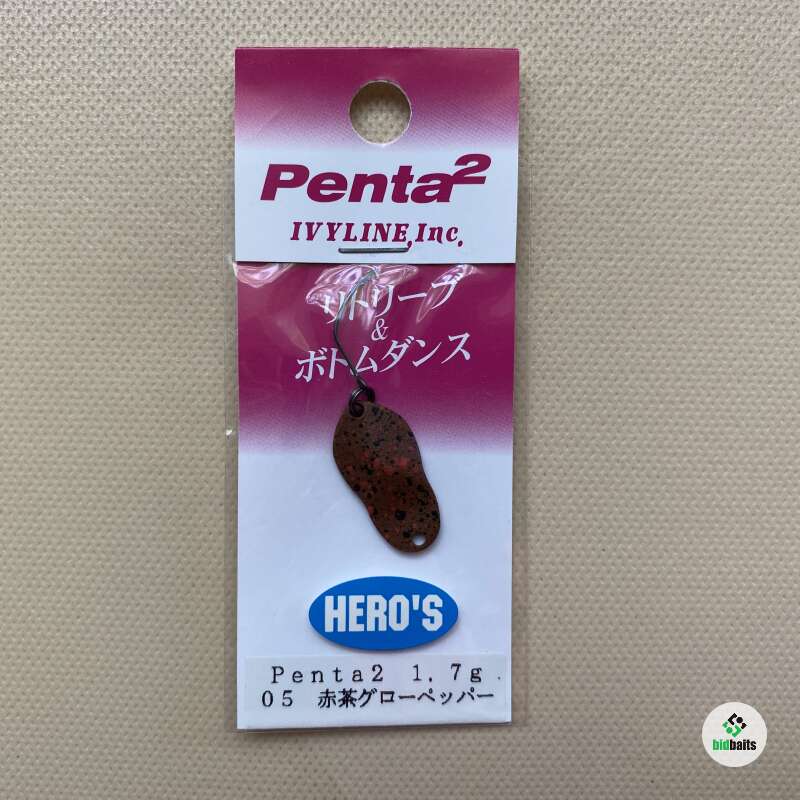 Penta²
IVYLINE,Inc.
リトリーブ
&
ボトムダンス
HERO'S
Penta2 1.7g
05 赤茶グローペッパー
bidbaits